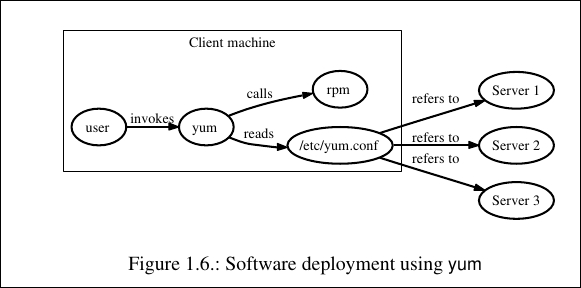 Client machine
rpm
calls
Server 1
refers to
invokes
user
yum
reads
/etc/yum.conf
refers to
Server 2
refers to
Server 3
Figure 1.6.: Software deployment using yum